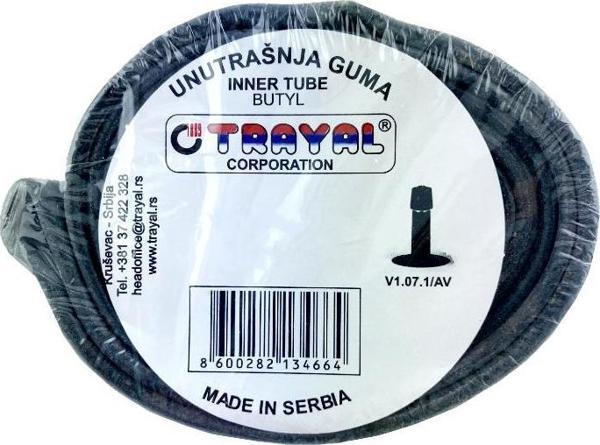 UNUTRAŠNJA GUMA
INNER TUBE
BUTYL
TRAYAL®
CORPORATION
Kruševac - Srbija
Tel. +381 37 422 328
headoffice@trayal.rs
www.trayal.rs
V1.07.1/AV
8 600282 134664
MADE IN SERBIA